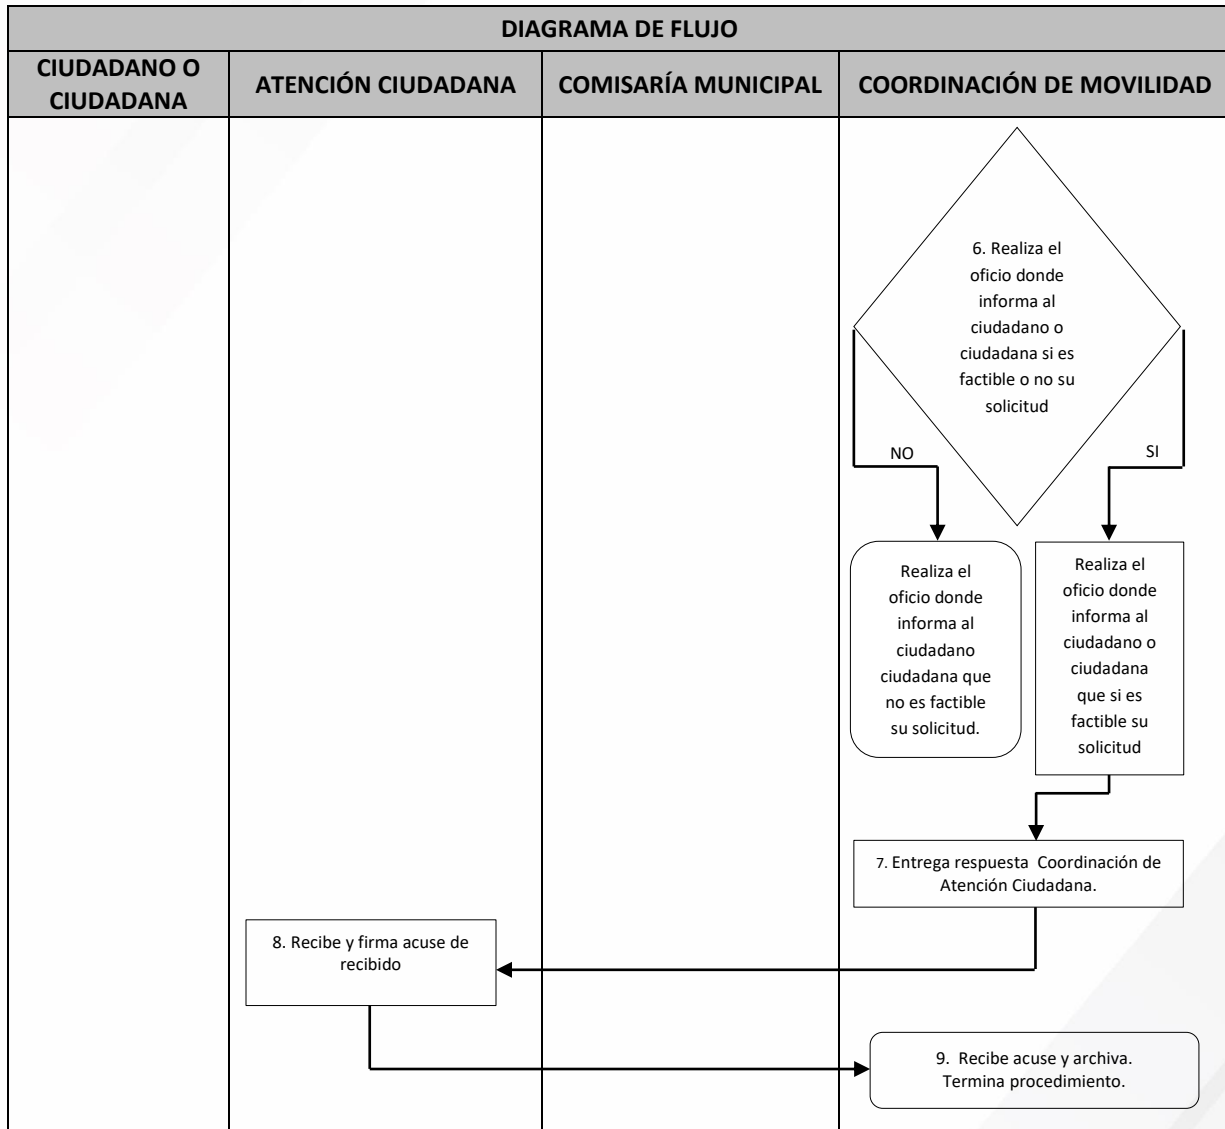 DIAGRAMA DE FLUJO
CIUDADANO O
CIUDADANA
ATENCIÓN CIUDADANA
COMISARÍA MUNICIPAL
COORDINACIÓN DE MOVILIDAD
6. Realiza el
oficio donde
informa al
ciudadano o
ciudadana si es
factible o no su
solicitud
NO
SI
Realiza el
oficio donde
informa al
ciudadano
ciudadana que
no es factible
su solicitud.
Realiza el
oficio donde
informa al
ciudadano o
ciudadana
que si es
factible su
solicitud
7. Entrega respuesta Coordinación de
Atención Ciudadana.
8. Recibe y firma acuse de
recibido
9. Recibe acuse y archiva.
Termina procedimiento.